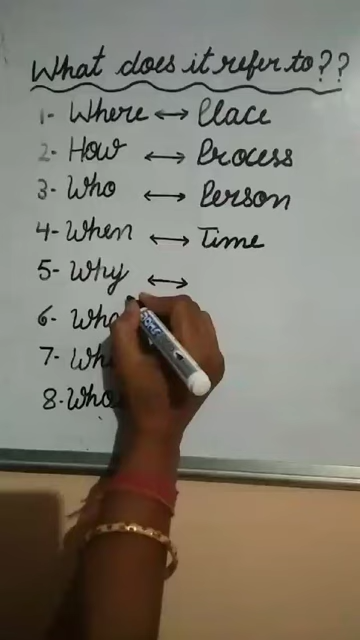 What does it refer to??
1- Where ↔ Place
2- How ↔ Process
3- Who ↔ Person
4- When ↔ Time
5- Why ↔
6-
7-
8-